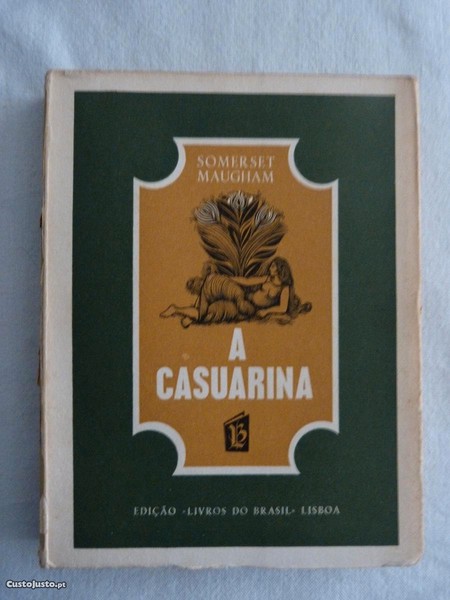 SOMERSET
MAUGHAM
A
CASUARINA
EDIÇÃO «LIVROS DO BRASIL» LISBOA
CustoJusto.pt